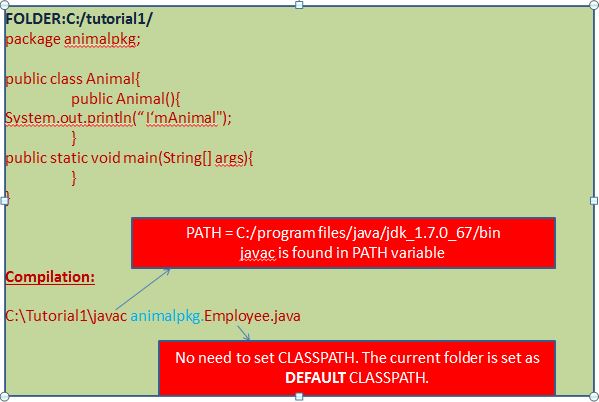 FOLDER:C:/tutorial1/
package animalpkg;
public class Animal{
public Animal(){
System.out.println(“ I‘mAnimal");
}
public static void main(String[] args){
}
}
PATH = C:/program files/java/jdk_1.7.0_67/bin
javac is found in PATH variable
Compilation:
C:\Tutorial1\javac animalpkg.Employee.java
No need to set CLASSPATH. The current folder is set as
DEFAULT CLASSPATH.